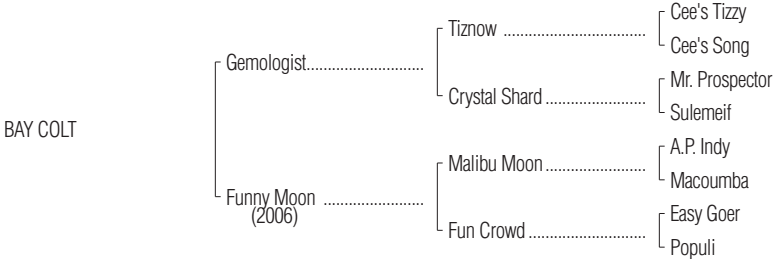 Cee's Tizzy
Tiznow ................................
Cee's Song
Gemologist...........................
Mr. Prospector
Crystal Shard .......................
Sulemeif
BAY COLT
A.P. Indy
Malibu Moon .......................
Macoumba
Funny Moon .......................
(2006)
Easy Goer
Fun Crowd ...........................
Populi